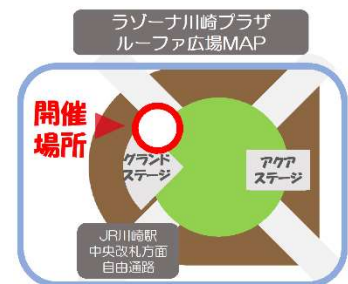 ラゾーナ川崎プラザ
ルーファ広場MAP
開催
場所
グランド
ステージ
アクア
ステージ
JR川崎駅
中央改札方面
自由通路